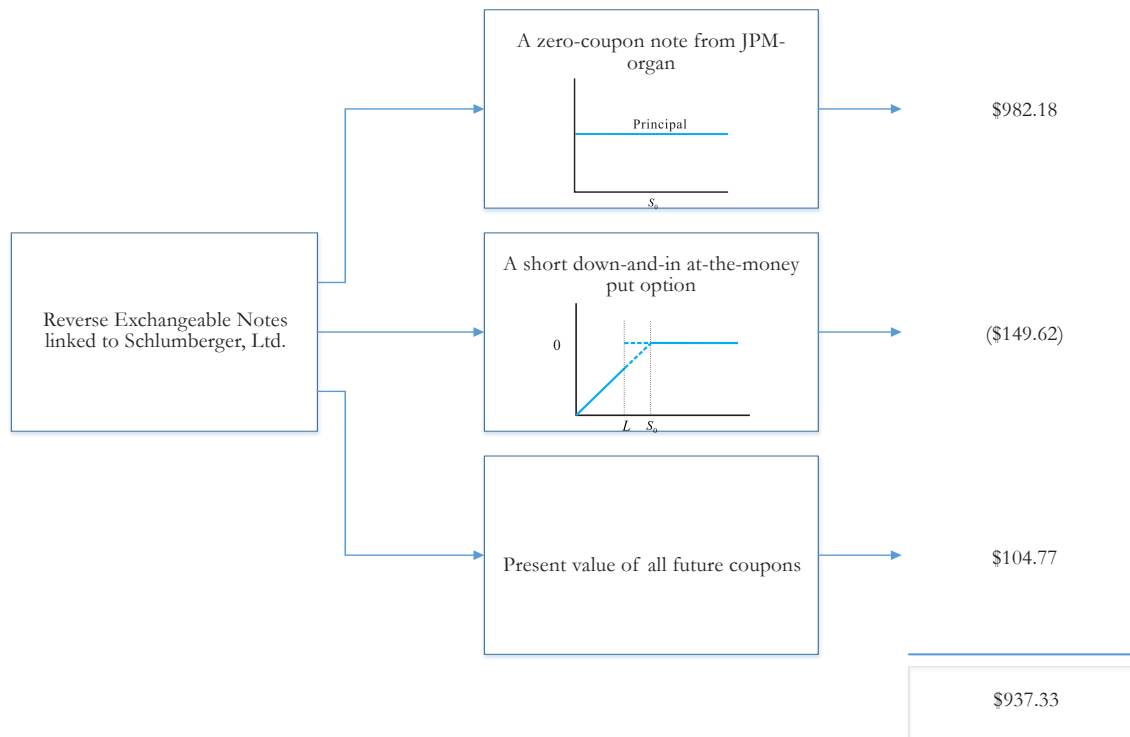 A zero-coupon note from JPM-
organ
Principal
S₀
$982.18
Reverse Exchangeable Notes
linked to Schlumberger, Ltd.
A short down-and-in at-the-money
put option
0
L S₀
($149.62)
Present value of all future coupons
$104.77
$937.33